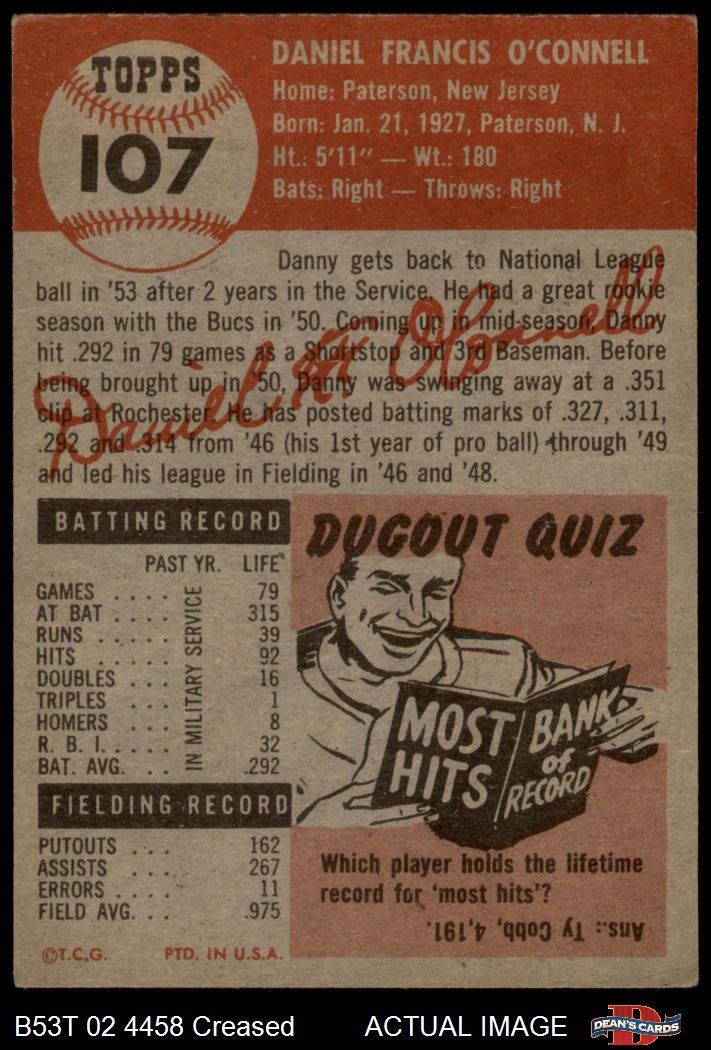 TOPPS
107
DANIEL FRANCIS O'CONNELL
Home: Paterson, New Jersey
Born: Jan. 21, 1927, Paterson, N. J.
Ht.: 5'11" — Wt.: 180
Bats: Right — Throws: Right
Danny gets back to National League
ball in '53 after 2 years in the Service. He had a great rookie
season with the Bucs in '50. Coming up in mid-season, Danny
hit .292 in 79 games as a Shortstop and 3rd Baseman. Before
being brought up in '50, Danny was swinging away at a .351
clip at Rochester. He has posted batting marks of .327, .311,
.292 and .314 from '46 (his 1st year of pro ball) through '49
and led his league in Fielding in '46 and '48.
Daniel F. O'Connell
BATTING RECORD
PAST YR. LIFE
GAMES .... 79
AT BAT .... 315
RUNS .... 39
HITS ..... 92
DOUBLES ... 16
TRIPLES ... 1
HOMERS ... 8
R. B. I. .... 32
BAT. AVG. .. .292
IN MILITARY SERVICE
FIELDING RECORD
PUTOUTS ... 162
ASSISTS .... 267
ERRORS .... 11
FIELD AVG. .. .975
©T.C.G. PTD. IN U.S.A.
DUGOUT QUIZ
MOST HITS
BANK of RECORD
Which player holds the lifetime
record for 'most hits'?
Ans.: Ty Cobb, 4,191.
B53T 02 4458 Creased ACTUAL IMAGE
D
DEAN'S CARDS